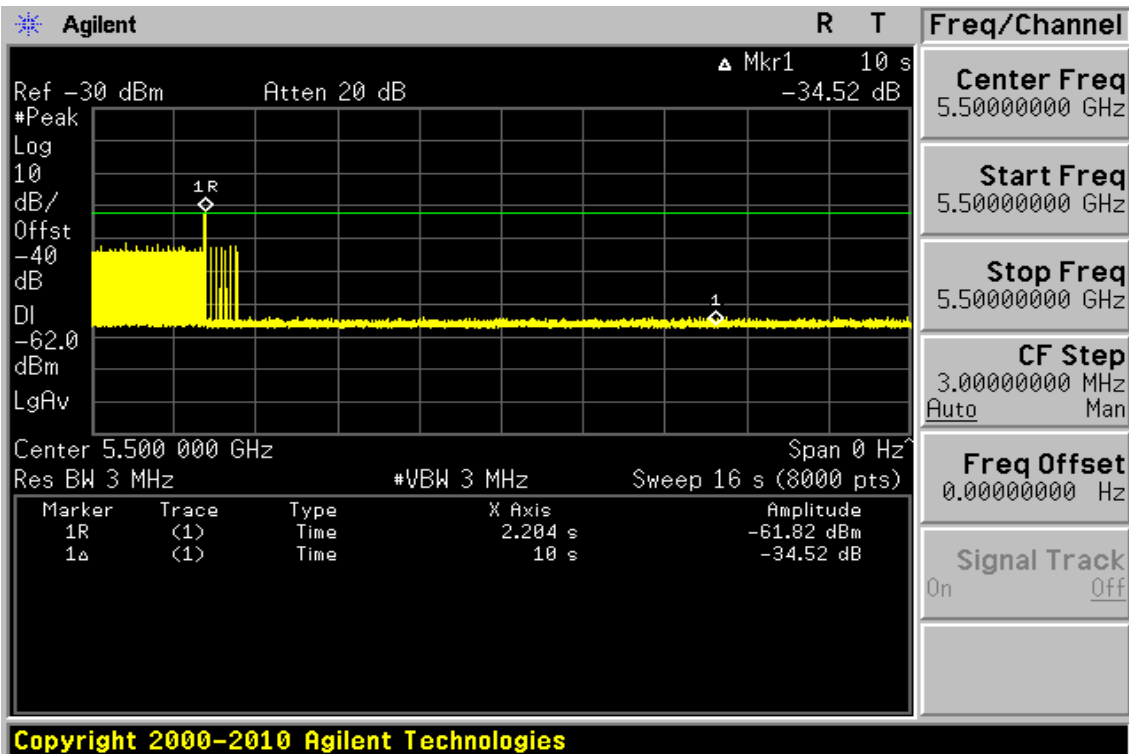 Agilent R T
Δ Mkr1 10 s
Ref −30 dBm Atten 20 dB −34.52 dB
#Peak
Log
10
dB/
Offst
−40
dB
DI
−62.0
dBm
LgAv
1R
1
Center 5.500 000 GHz Span 0 Hz^
Res BW 3 MHz #VBW 3 MHz Sweep 16 s (8000 pts)
Marker Trace Type X Axis Amplitude
1R (1) Time 2.204 s −61.82 dBm
1Δ (1) Time 10 s −34.52 dB
Freq/Channel
Center Freq
5.50000000 GHz
Start Freq
5.50000000 GHz
Stop Freq
5.50000000 GHz
CF Step
3.00000000 MHz
Auto Man
Freq Offset
0.00000000 Hz
Signal Track
On Off
Copyright 2000−2010 Agilent Technologies